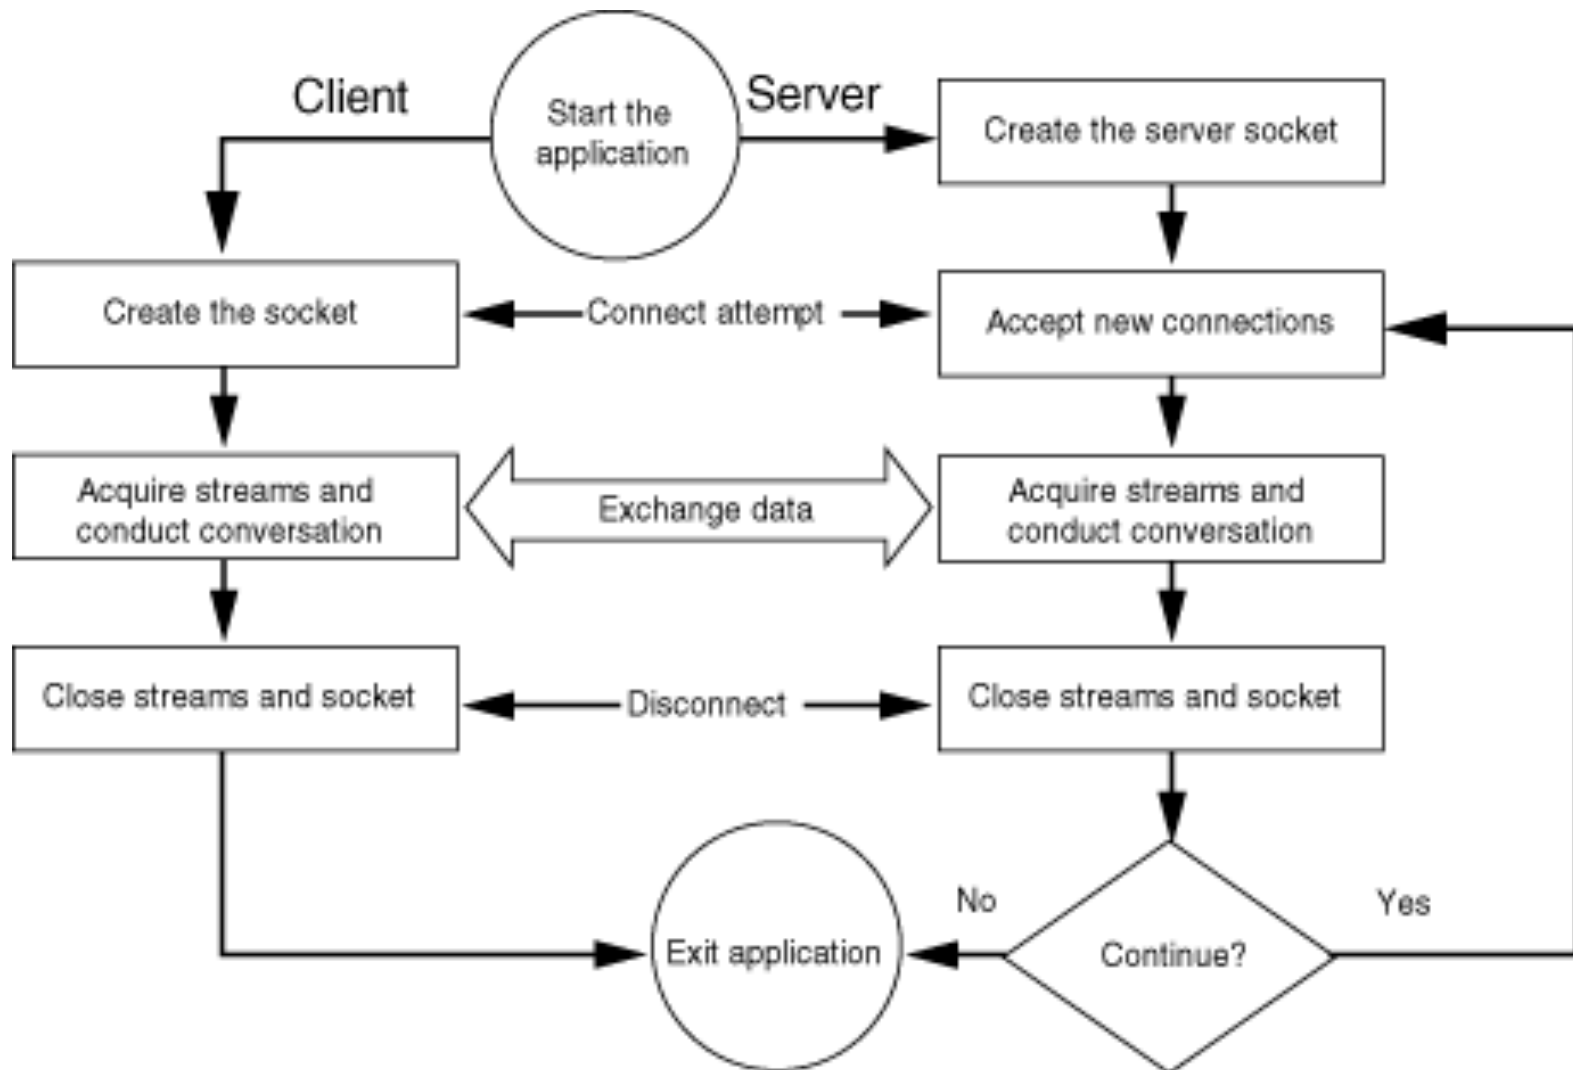 Client
Start the
application
Server
Create the server socket
Create the socket
Connect attempt
Accept new connections
Acquire streams and
conduct conversation
Exchange data
Acquire streams and
conduct conversation
Close streams and socket
Disconnect
Close streams and socket
No
Yes
Exit application
Continue?